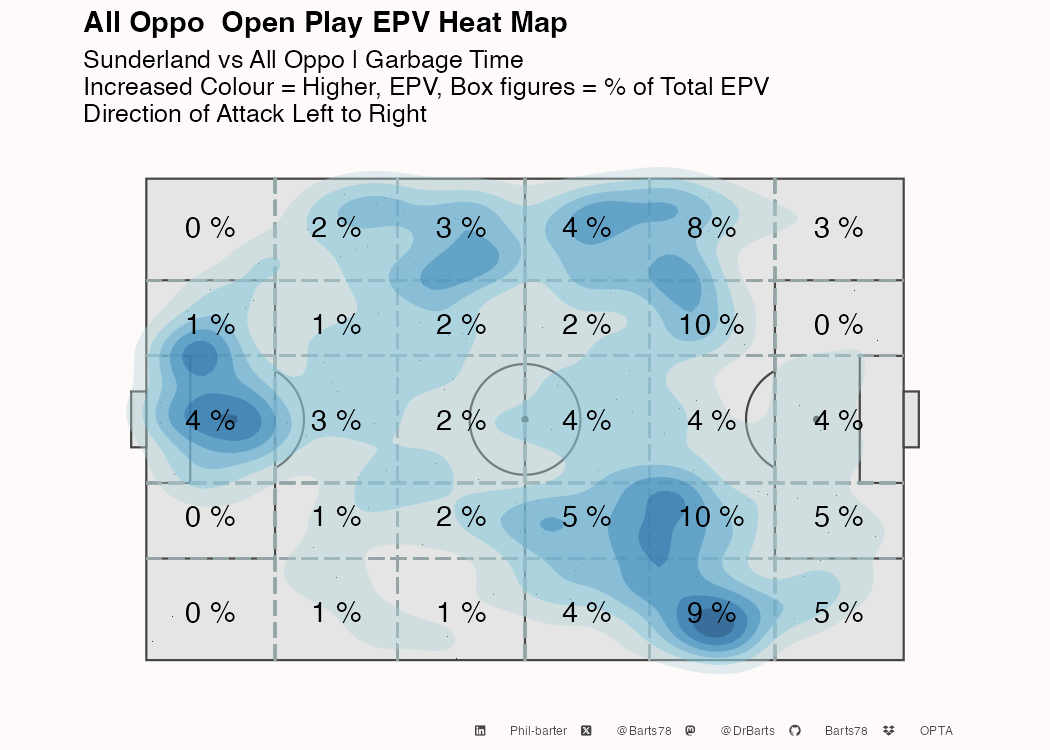 All Oppo  Open Play EPV Heat Map
Sunderland vs All Oppo | Garbage Time
Increased Colour = Higher, EPV, Box figures = % of Total EPV
Direction of Attack Left to Right
0 % 2 % 3 % 4 % 8 % 3 %
1 % 1 % 2 % 2 % 10 % 0 %
4 % 3 % 2 % 4 % 4 % 4 %
0 % 1 % 2 % 5 % 10 % 5 %
0 % 1 % 1 % 4 % 9 % 5 %
Phil-barter @Barts78 @DrBarts Barts78 OPTA